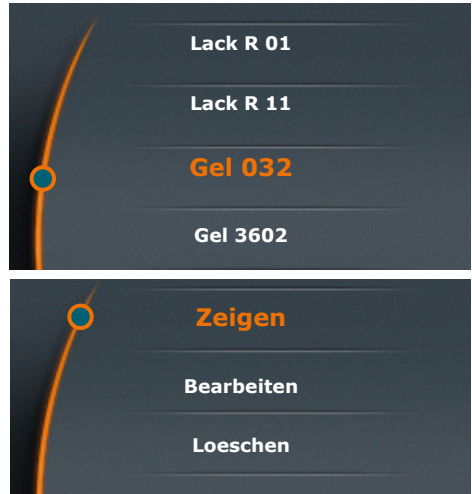 Lack R 01
Lack R 11
Gel 032
Gel 3602
Zeigen
Bearbeiten
Loeschen